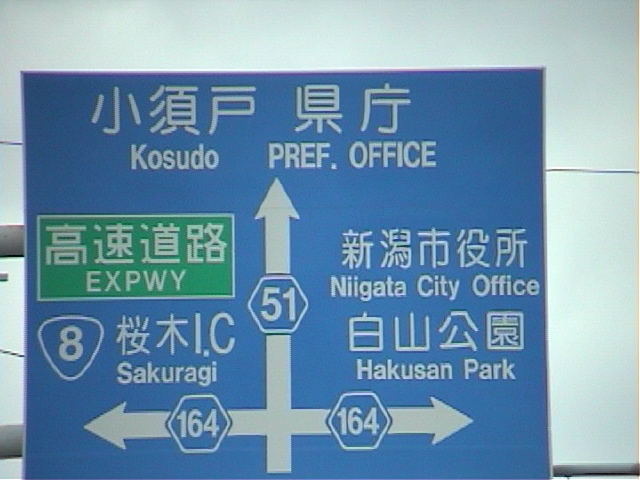 小須戸 県庁
Kosudo PREF. OFFICE
高速道路
EXPWY
新潟市役所
Niigata City Office
51
8 桜木I.C
Sakuragi
白山公園
Hakusan Park
164 164